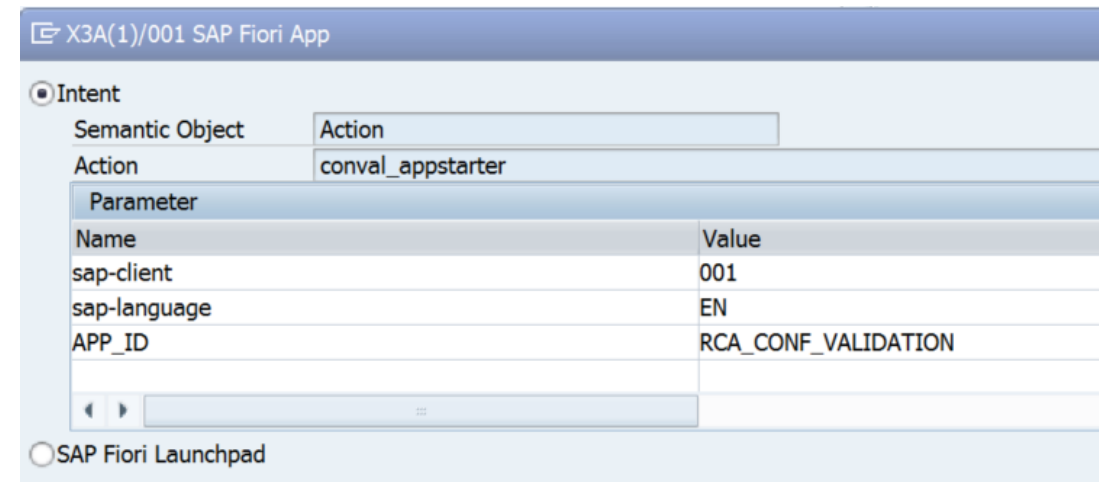 X3A(1)/001 SAP Fiori App
Intent
Semantic Object Action
Action conval_appstarter
Parameter
Name Value
sap-client 001
sap-language EN
APP_ID RCA_CONF_VALIDATION
SAP Fiori Launchpad